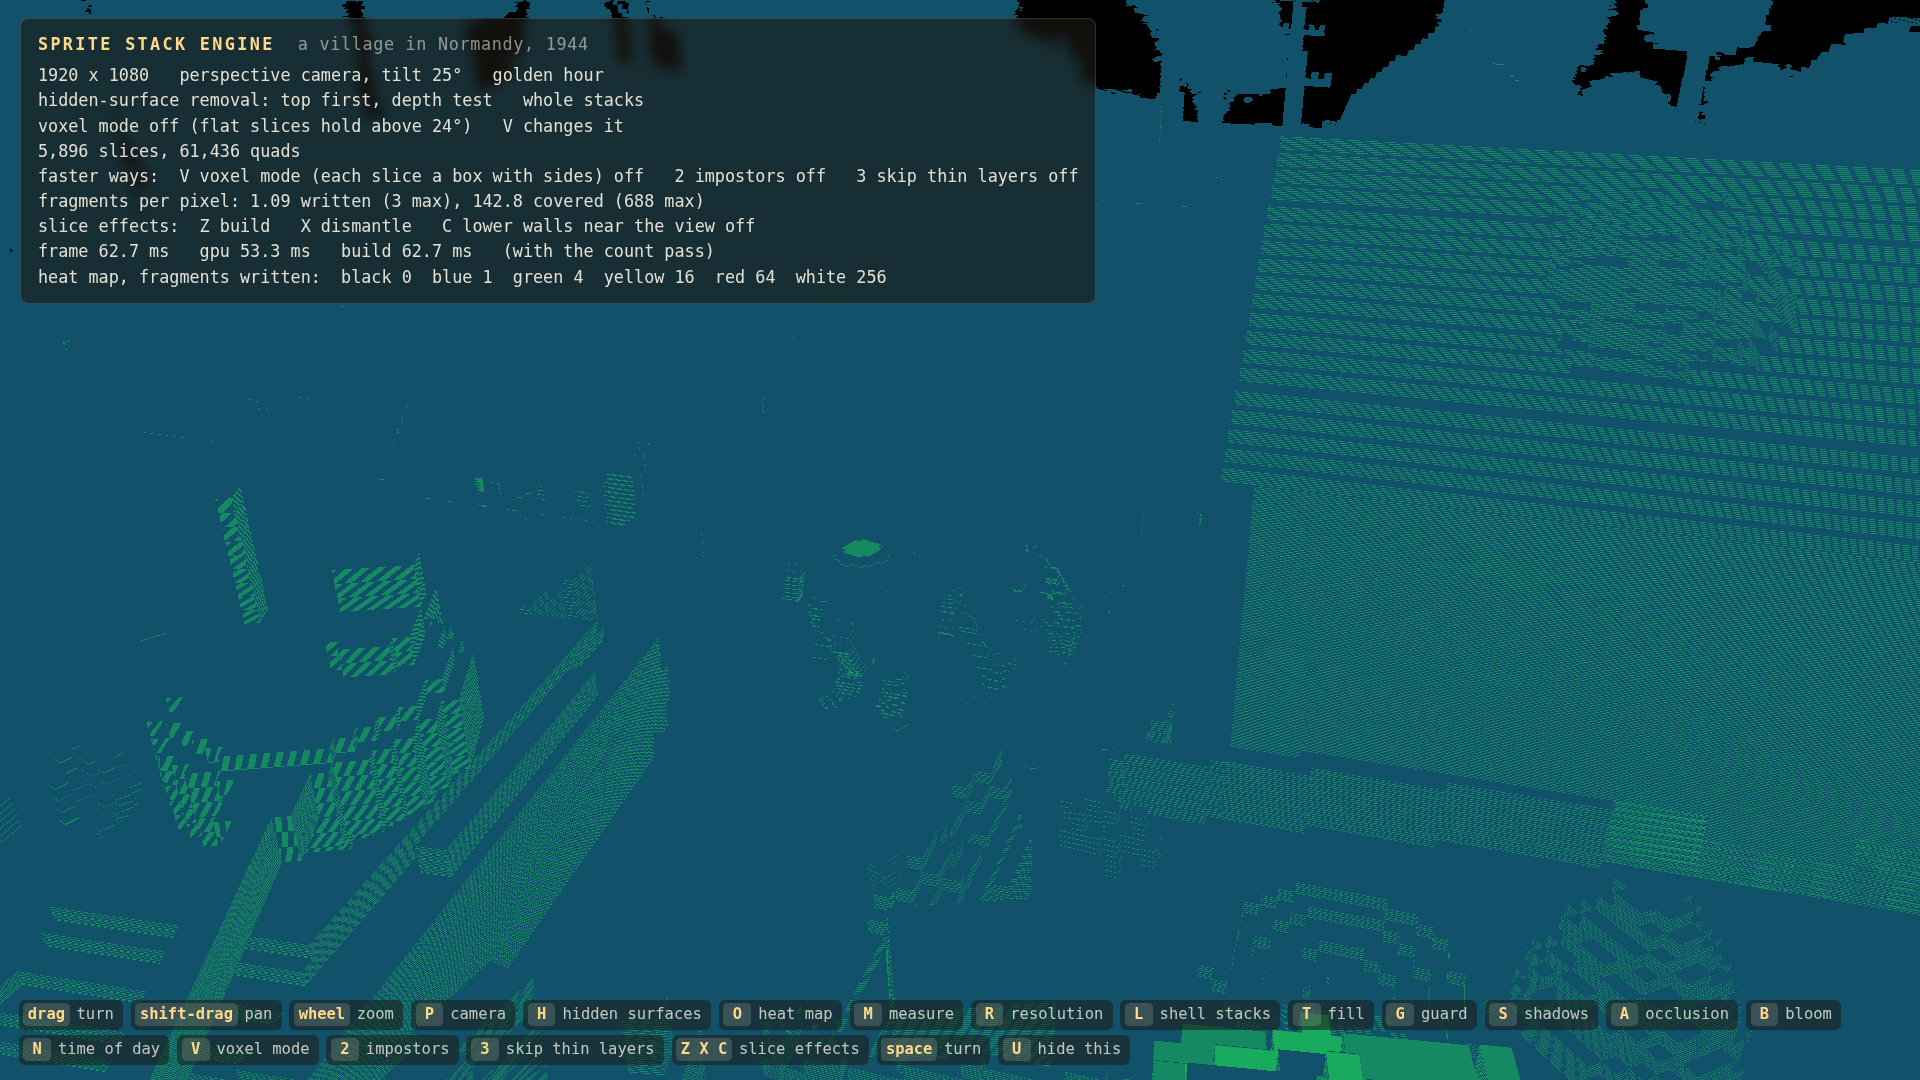 SPRITE STACK ENGINE a village in Normandy, 1944
1920 x 1080 perspective camera, tilt 25° golden hour
hidden-surface removal: top first, depth test whole stacks
voxel mode off (flat slices hold above 24°) V changes it
5,896 slices, 61,436 quads
faster ways: V voxel mode (each slice a box with sides) off 2 impostors off 3 skip thin layers off
fragments per pixel: 1.09 written (3 max), 142.8 covered (688 max)
slice effects: Z build X dismantle C lower walls near the view off
frame 62.7 ms gpu 53.3 ms build 62.7 ms (with the count pass)
heat map, fragments written: black 0 blue 1 green 4 yellow 16 red 64 white 256
drag turn shift-drag pan wheel zoom P camera H hidden surfaces O heat map M measure R resolution L shell stacks T fill G guard S shadows A occlusion B bloom
N time of day V voxel mode 2 impostors 3 skip thin layers Z X C slice effects space turn U hide this